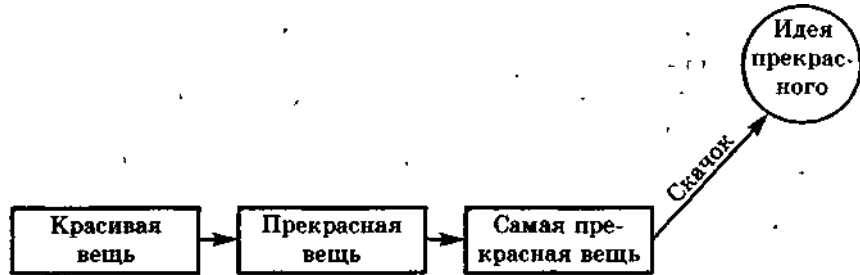 Идея
прекрас-
ного
Скачок
Красивая
вещь
Прекрасная
вещь
Самая пре-
красная вещь